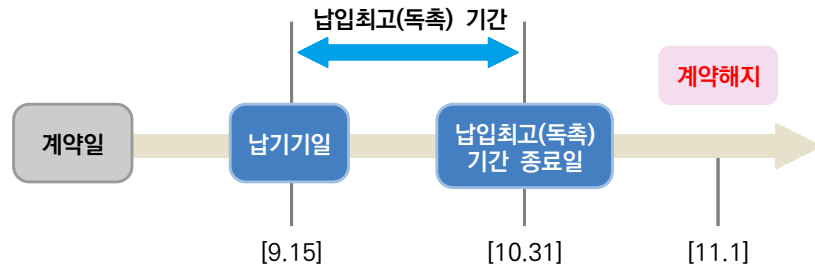 납입최고(독촉) 기간
계약해지
계약일
납기기일
납입최고(독촉)
기간 종료일
[9.15]
[10.31]
[11.1]